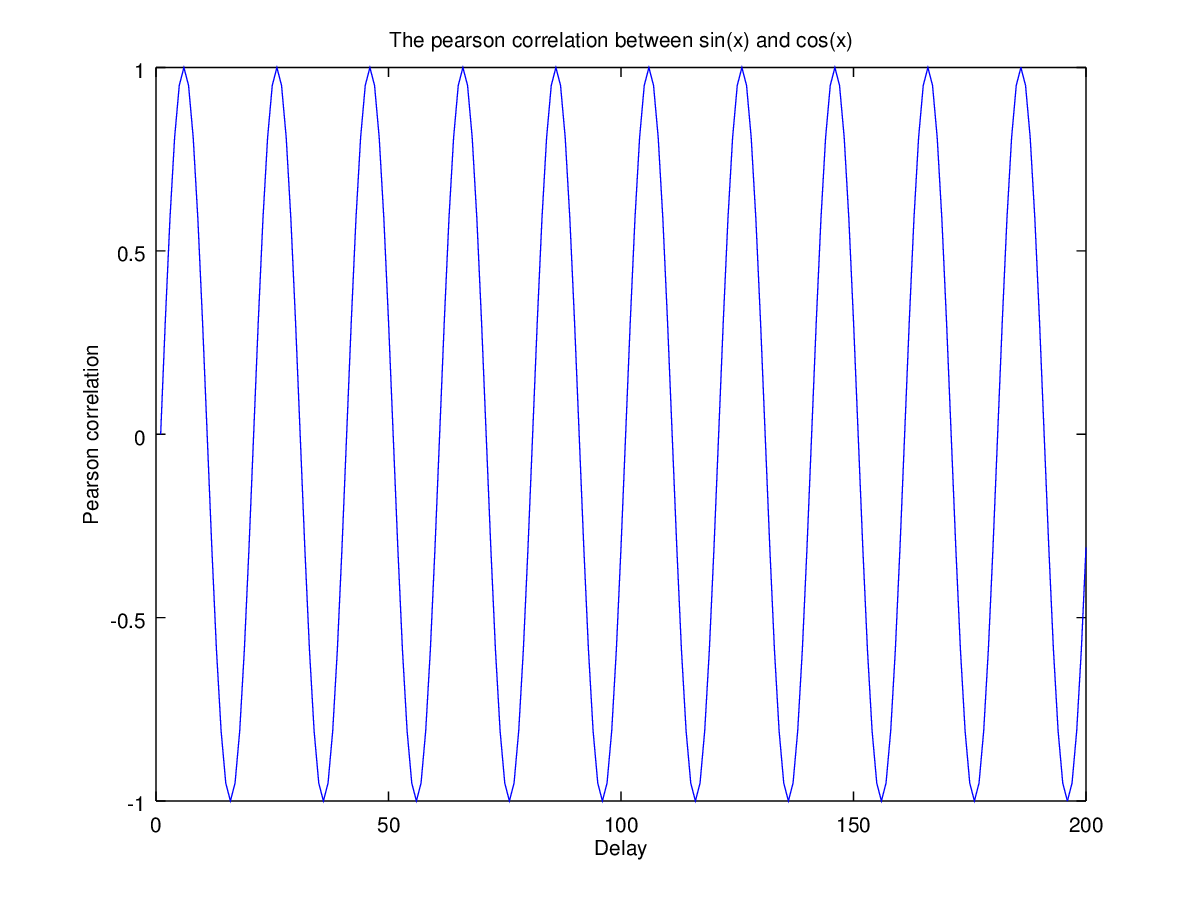 The pearson correlation between sin(x) and cos(x)
1
0.5
0
-0.5
-1
Pearson correlation
0 50 100 150 200
Delay